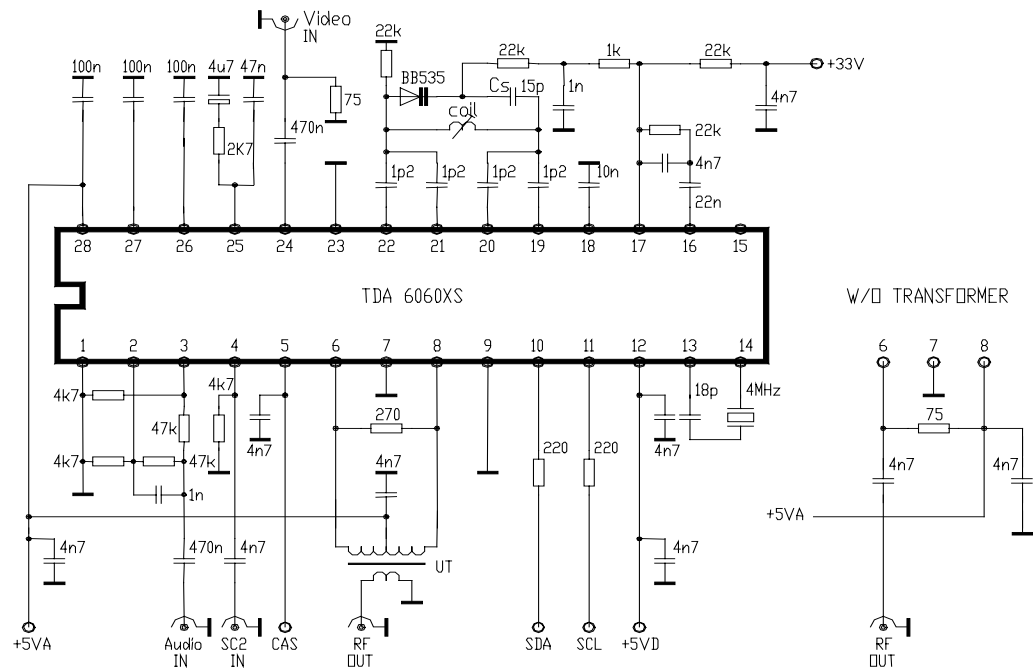 Video
IN
22k
22k
1k
22k
+33V
100n
100n
100n
4u7
47n
BB535
Cs
15p
1n
75
coil
4n7
470n
22k
2K7
4n7
1p2
1p2
1p2
1p2
10n
22n
28
27
26
25
24
23
22
21
20
19
18
17
16
15
TDA 6060XS
W/O TRANSFORMER
1
2
3
4
5
6
7
8
9
10
11
12
13
14
6
7
8
4k7
4k7
18p
4MHz
270
75
47k
4n7
220
220
4n7
4k7
47k
4n7
4n7
4n7
1n
+5VA
4n7
470n
4n7
UT
4n7
+5VA
Audio
IN
SC2
IN
CAS
RF
OUT
SDA
SCL
+5VD
RF
OUT